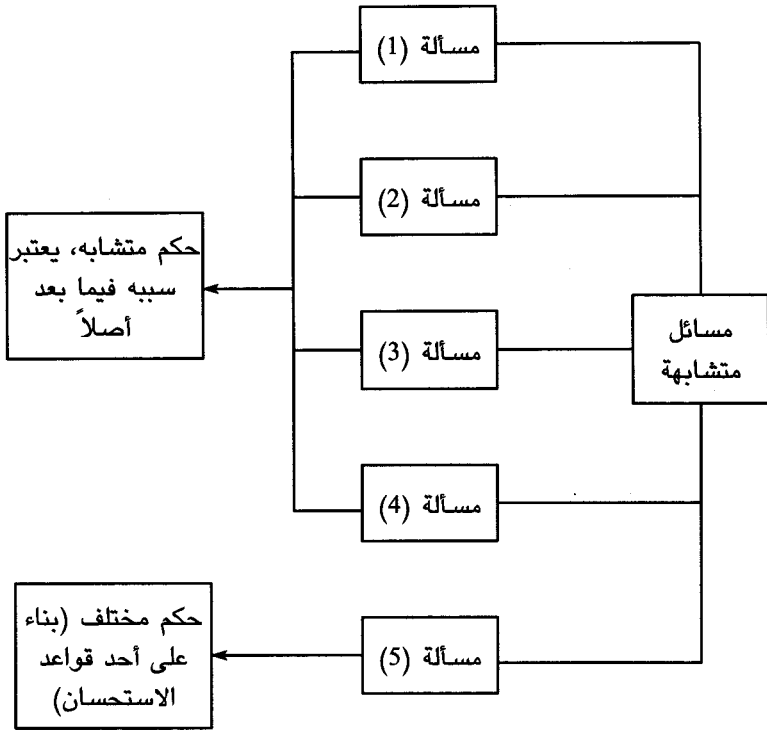 مسائل
متشابهة
مسألة (1)
مسألة (2)
مسألة (3)
مسألة (4)
مسألة (5)
حكم متشابه، يعتبر
سببه فيما بعد
أصلاً
حكم مختلف (بناء
على أحد قواعد
الاستحسان)